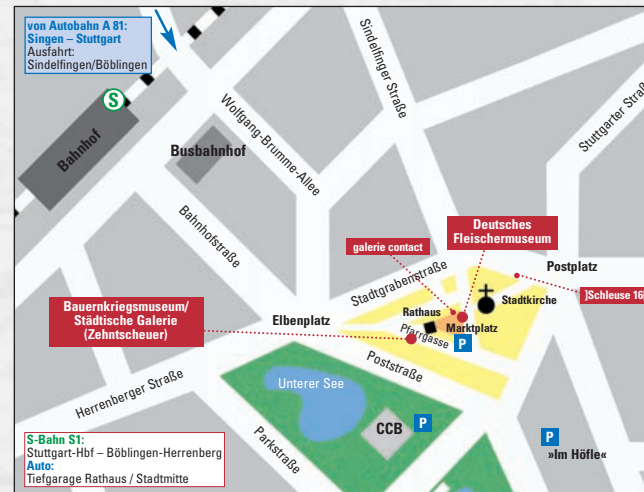 von Autobahn A 81:
Singen – Stuttgart
Ausfahrt:
Sindelfingen/Böblingen
S
Bahnhof
Busbahnhof
Wolfgang-Brumme-Allee
Sindelfinger Straße
Stuttgarter Straße
Bahnhofstraße
galerie contact
Deutsches
Fleischermuseum
Stadtgrabenstraße
Postplatz
]Schleuse 16[
Bauernkriegsmuseum/
Städtische Galerie
(Zehntscheuer)
Elbenplatz
Rathaus
Stadtkirche
Marktplatz
Pfarrgasse
P
Poststraße
Herrenberger Straße
Unterer See
CCB
P
Parkstraße
P
»Im Höfle«
S-Bahn S1:
Stuttgart-Hbf – Böblingen-Herrenberg
Auto:
Tiefgarage Rathaus / Stadtmitte